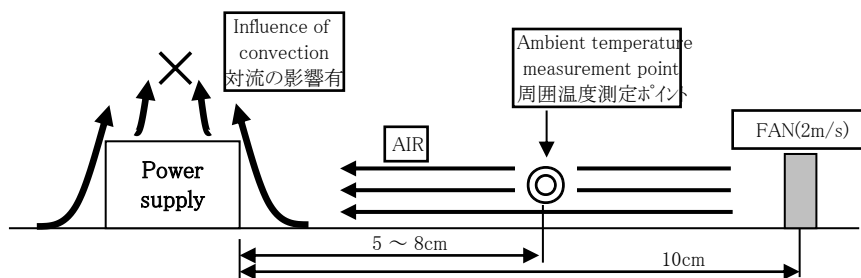 Influence of
convection
対流の影響有
Ambient temperature
measurement point
周囲温度測定ポイント
FAN(2m/s)
AIR
Power
supply
5 ～ 8cm
10cm